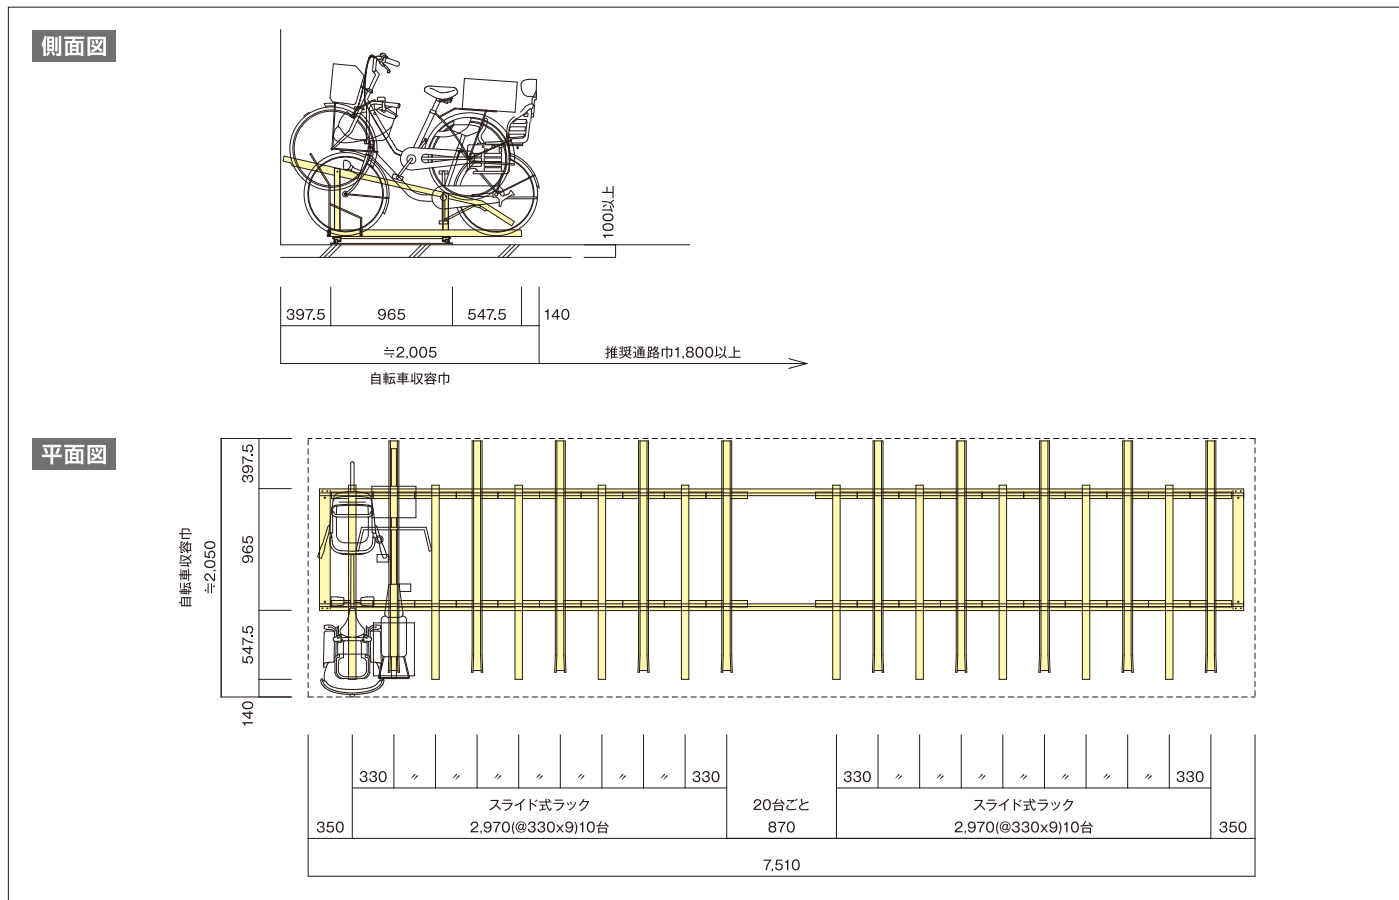 側面図
100以上
397.5 965 547.5 140
≒2,005 推奨通路巾1,800以上
自転車収容巾
平面図
397.5
965
547.5
140
自転車収容巾
≒2,050
330 〃 〃 〃 〃 〃 〃 〃 330 330 〃 〃 〃 〃 〃 〃 〃 330
スライド式ラック 20台ごと スライド式ラック
350 2,970(@330x9)10台 870 2,970(@330x9)10台 350
7,510